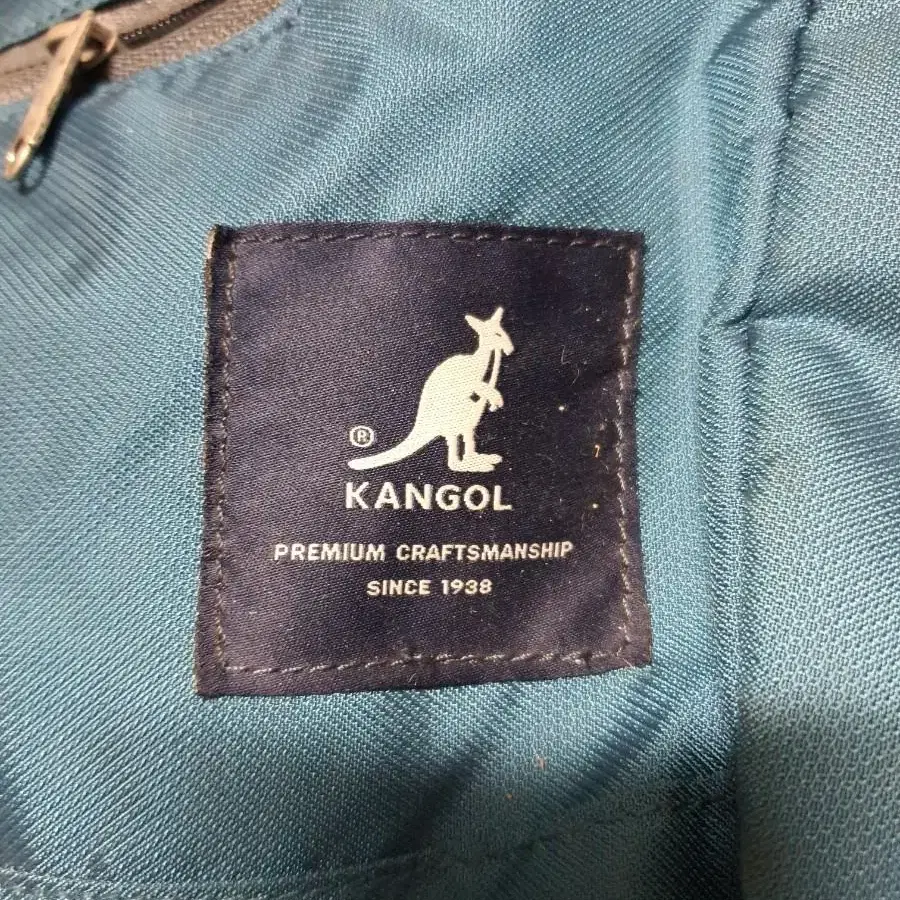 ®
KANGOL
PREMIUM CRAFTSMANSHIP
SINCE 1938